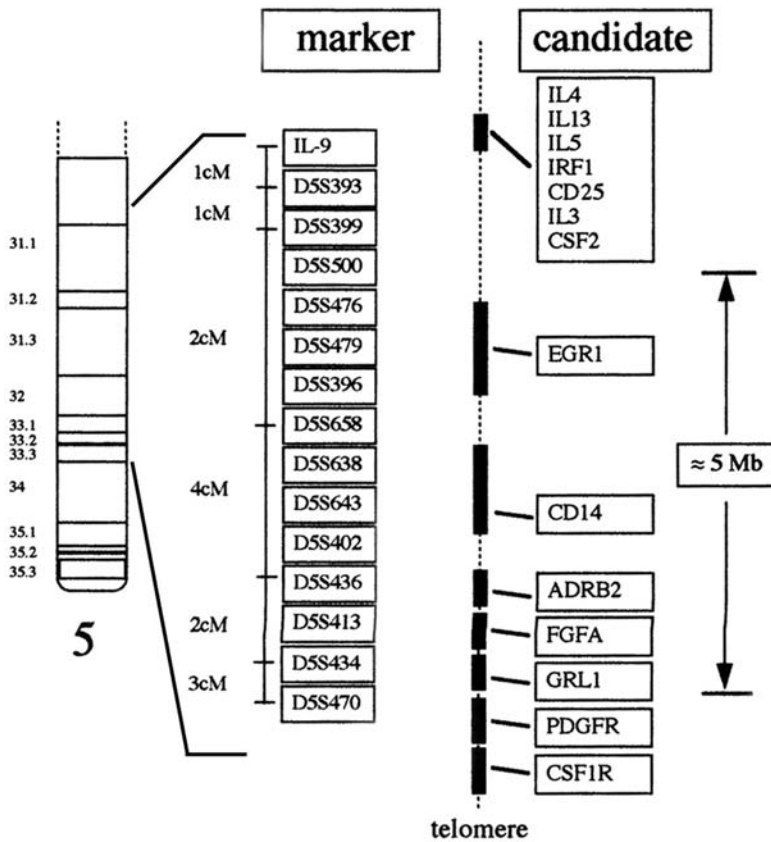 marker
candidate
IL4
IL13
IL5
IRF1
CD25
IL3
CSF2
IL-9
D5S393
D5S399
D5S500
D5S476
D5S479
D5S396
D5S658
D5S638
D5S643
D5S402
D5S436
D5S413
D5S434
D5S470
1cM
1cM
2cM
4cM
2cM
3cM
31.1
31.2
31.3
32
33.1
33.2
33.3
34
35.1
35.2
35.3
5
EGR1
CD14
ADRB2
FGFA
GRL1
PDGFR
CSF1R
≈ 5 Mb
telomere